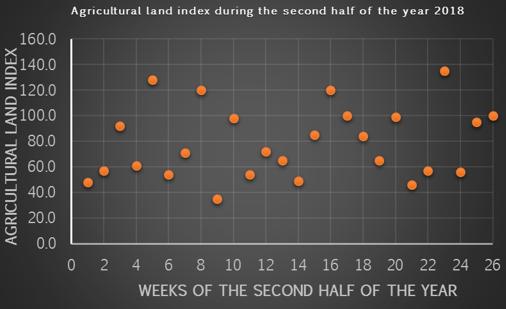 Agricultural land index during the second half of the year 2018
160.0
140.0
120.0
100.0
80.0
60.0
40.0
20.0
0.0
AGRICULTURAL LAND INDEX
0 2 4 6 8 10 12 14 16 18 20 22 24 26
WEEKS OF THE SECOND HALF OF THE YEAR